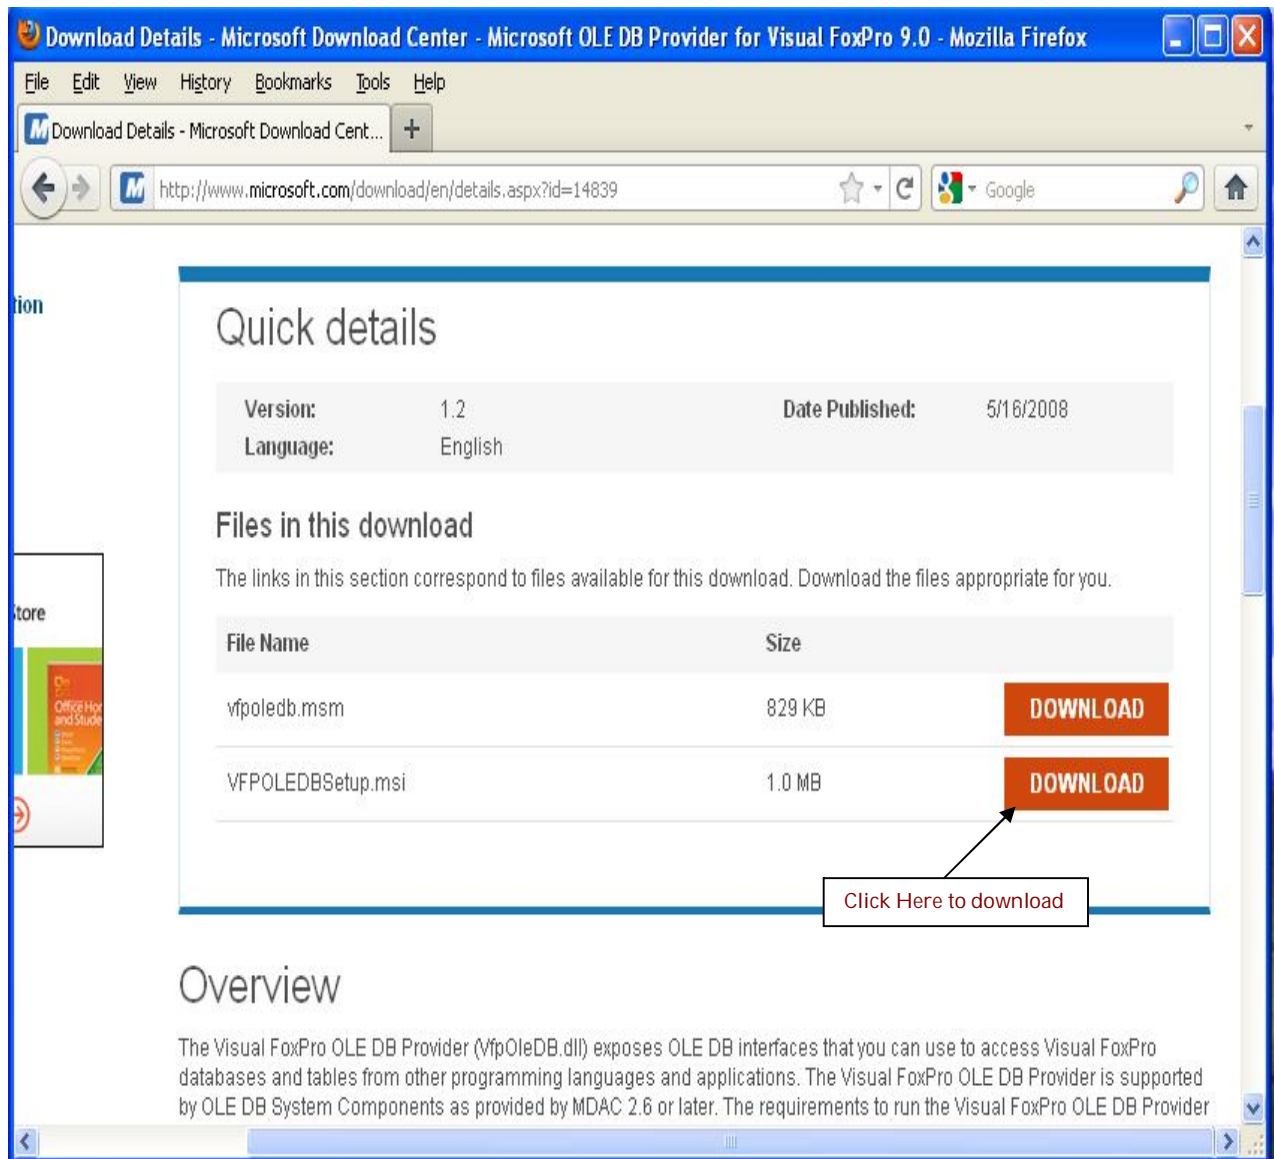 Download Details - Microsoft Download Center - Microsoft OLE DB Provider for Visual FoxPro 9.0 - Mozilla Firefox
File Edit View History Bookmarks Tools Help
Download Details - Microsoft Download Cent...
http://www.microsoft.com/download/en/details.aspx?id=14839
Google
tion
Quick details
Version: 1.2 Date Published: 5/16/2008
Language: English
Files in this download
The links in this section correspond to files available for this download. Download the files appropriate for you.
tore
File Name Size
Office Hom
and Stude
vfpoledb.msm 829 KB DOWNLOAD
VFPOLEDBSetup.msi 1.0 MB DOWNLOAD
Click Here to download
Overview
The Visual FoxPro OLE DB Provider (VfpOleDB.dll) exposes OLE DB interfaces that you can use to access Visual FoxPro
databases and tables from other programming languages and applications. The Visual FoxPro OLE DB Provider is supported
by OLE DB System Components as provided by MDAC 2.6 or later. The requirements to run the Visual FoxPro OLE DB Provider